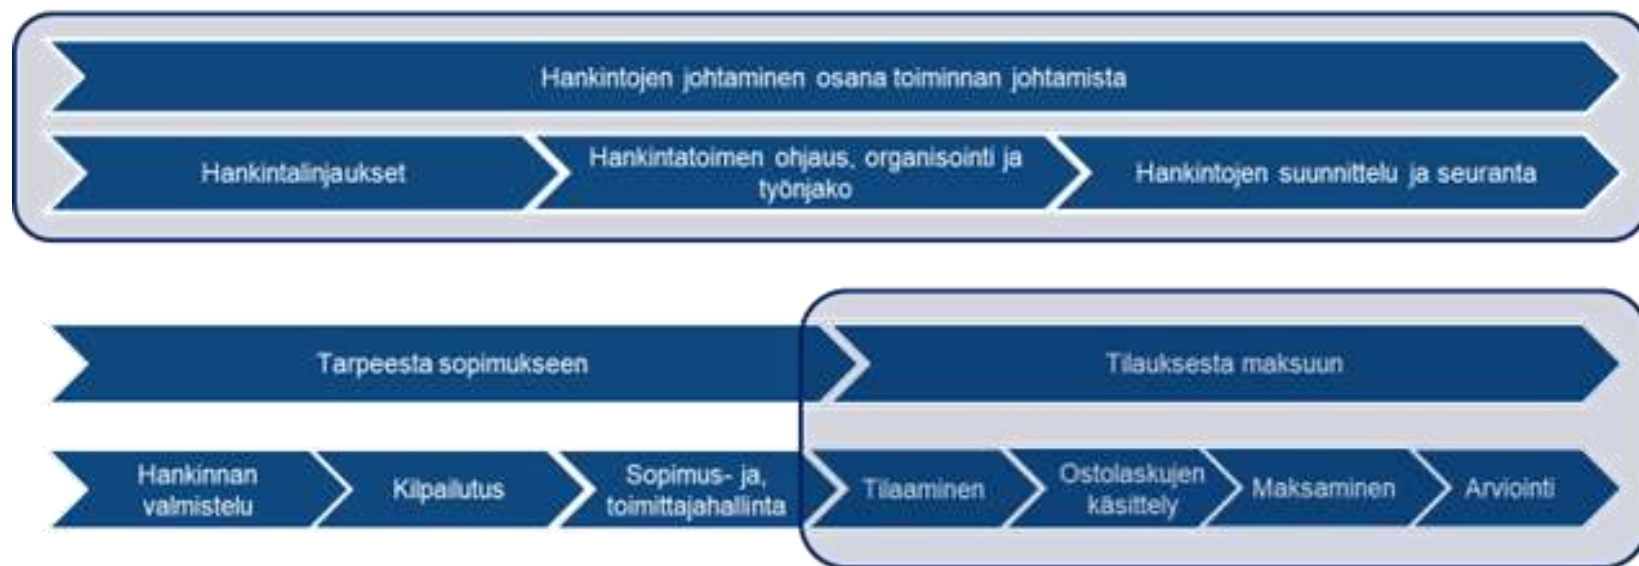 Hankintojen johtaminen osana toiminnan johtamista
Hankintalinjaukset
Hankintatoimen ohjaus, organisointi ja
työnjako
Hankintojen suunnittelu ja seuranta
Tarpeesta sopimukseen
Tilauksesta maksuun
Hankinnan
valmistelu
Kilpailutus
Sopimus- ja,
toimittajahallinta
Tilaaminen
Ostolaskujen
käsittely
Maksaminen
Arviointi